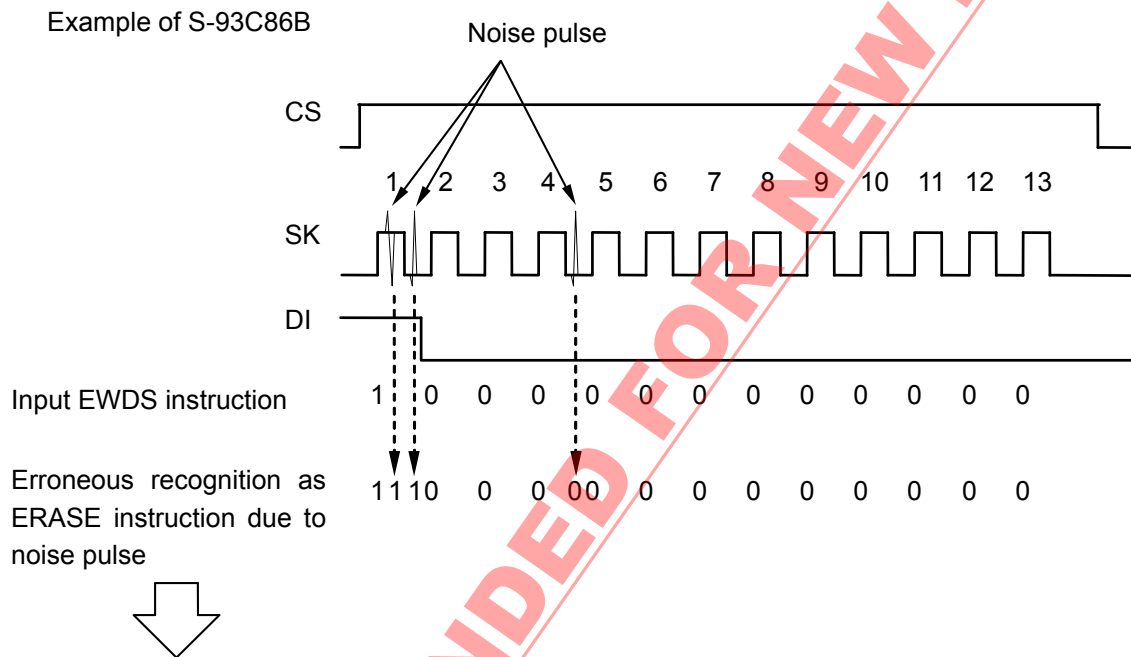 Example of S-93C86B
Noise pulse
CS
1 2 3 4 5 6 7 8 9 10 11 12 13
SK
DI
Input EWDS instruction 1 0 0 0 0 0 0 0 0 0 0 0 0
Erroneous recognition as
ERASE instruction due to
noise pulse
1 1 1 0 0 0 0 0 0 0 0 0 0 0 0 0
NDED FOR NEW